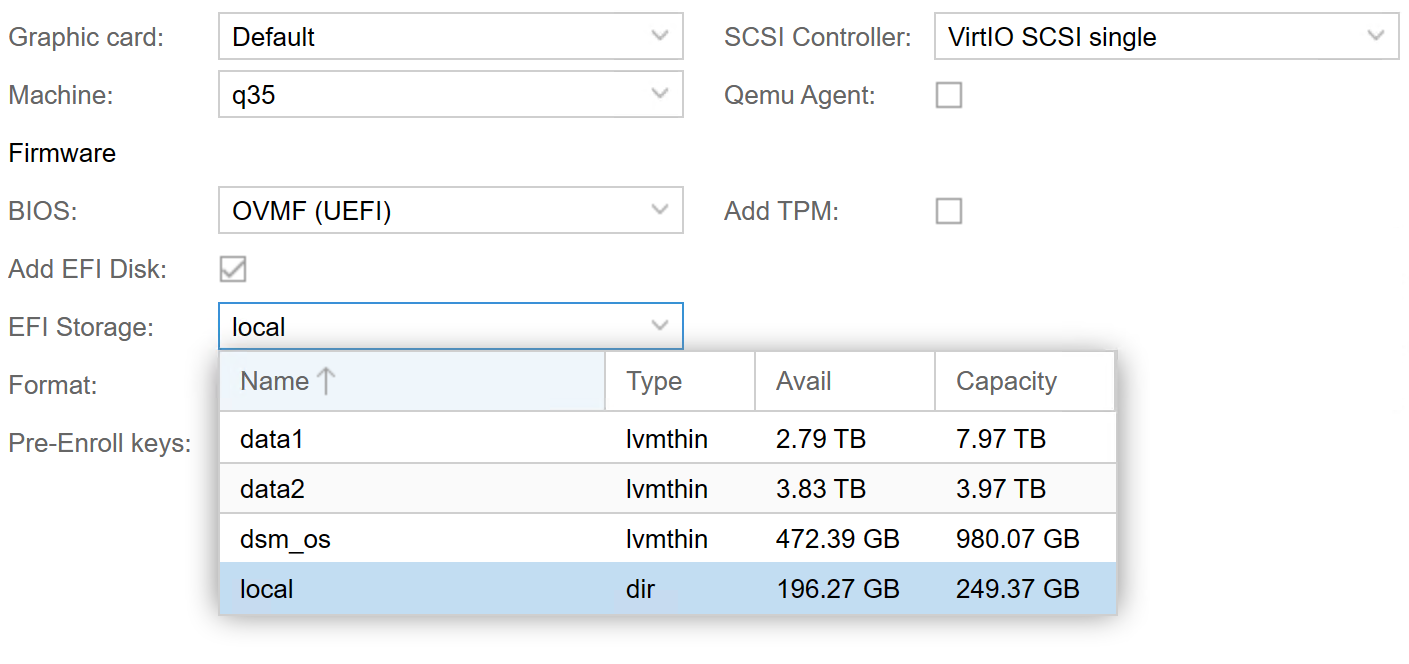 Graphic card: Default SCSI Controller: VirtIO SCSI single
Machine: q35 Qemu Agent:
Firmware
BIOS: OVMF (UEFI) Add TPM:
Add EFI Disk:
EFI Storage: local
Format:
Pre-Enroll keys:
Name Type Avail Capacity
data1 lvmthin 2.79 TB 7.97 TB
data2 lvmthin 3.83 TB 3.97 TB
dsm_os lvmthin 472.39 GB 980.07 GB
local dir 196.27 GB 249.37 GB